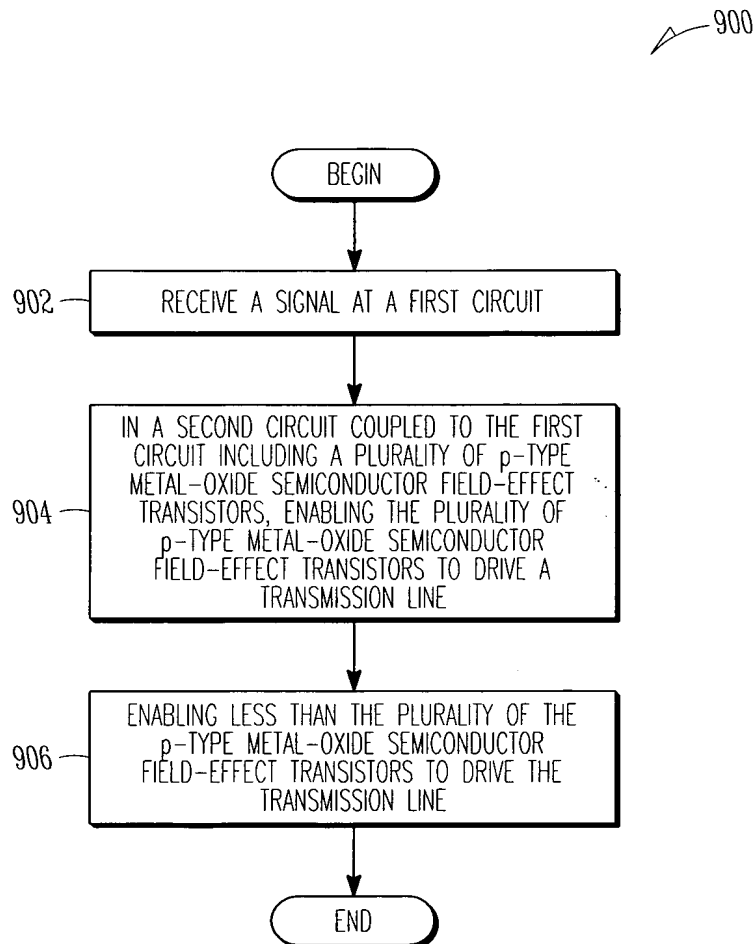 900
BEGIN
902
RECEIVE A SIGNAL AT A FIRST CIRCUIT
904
IN A SECOND CIRCUIT COUPLED TO THE FIRST
CIRCUIT INCLUDING A PLURALITY OF p-TYPE
METAL-OXIDE SEMICONDUCTOR FIELD-EFFECT
TRANSISTORS, ENABLING THE PLURALITY OF
p-TYPE METAL-OXIDE SEMICONDUCTOR
FIELD-EFFECT TRANSISTORS TO DRIVE A
TRANSMISSION LINE
906
ENABLING LESS THAN THE PLURALITY OF THE
p-TYPE METAL-OXIDE SEMICONDUCTOR
FIELD-EFFECT TRANSISTORS TO DRIVE THE
TRANSMISSION LINE
END